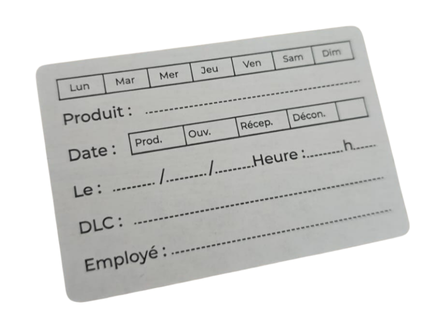 Lun Mar Mer Jeu Ven Sam Dim
Produit : ..............................
Date : Prod. Ouv. Récep. Décon.
Le : ........../........../..........Heure :.........h......
DLC : ..............................
Employé : ..............................